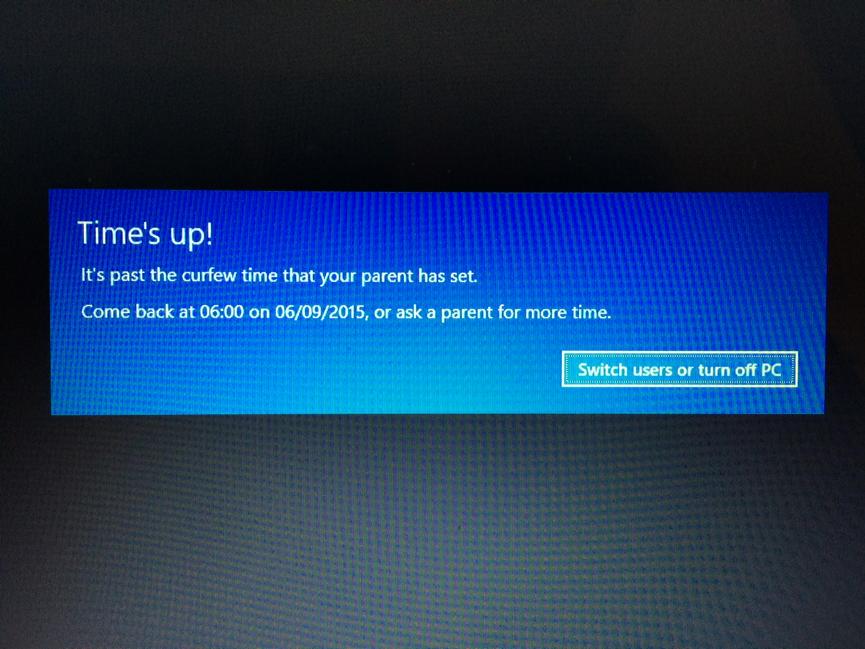 Time's up!
It's past the curfew time that your parent has set.
Come back at 06:00 on 06/09/2015, or ask a parent for more time.
Switch users or turn off PC